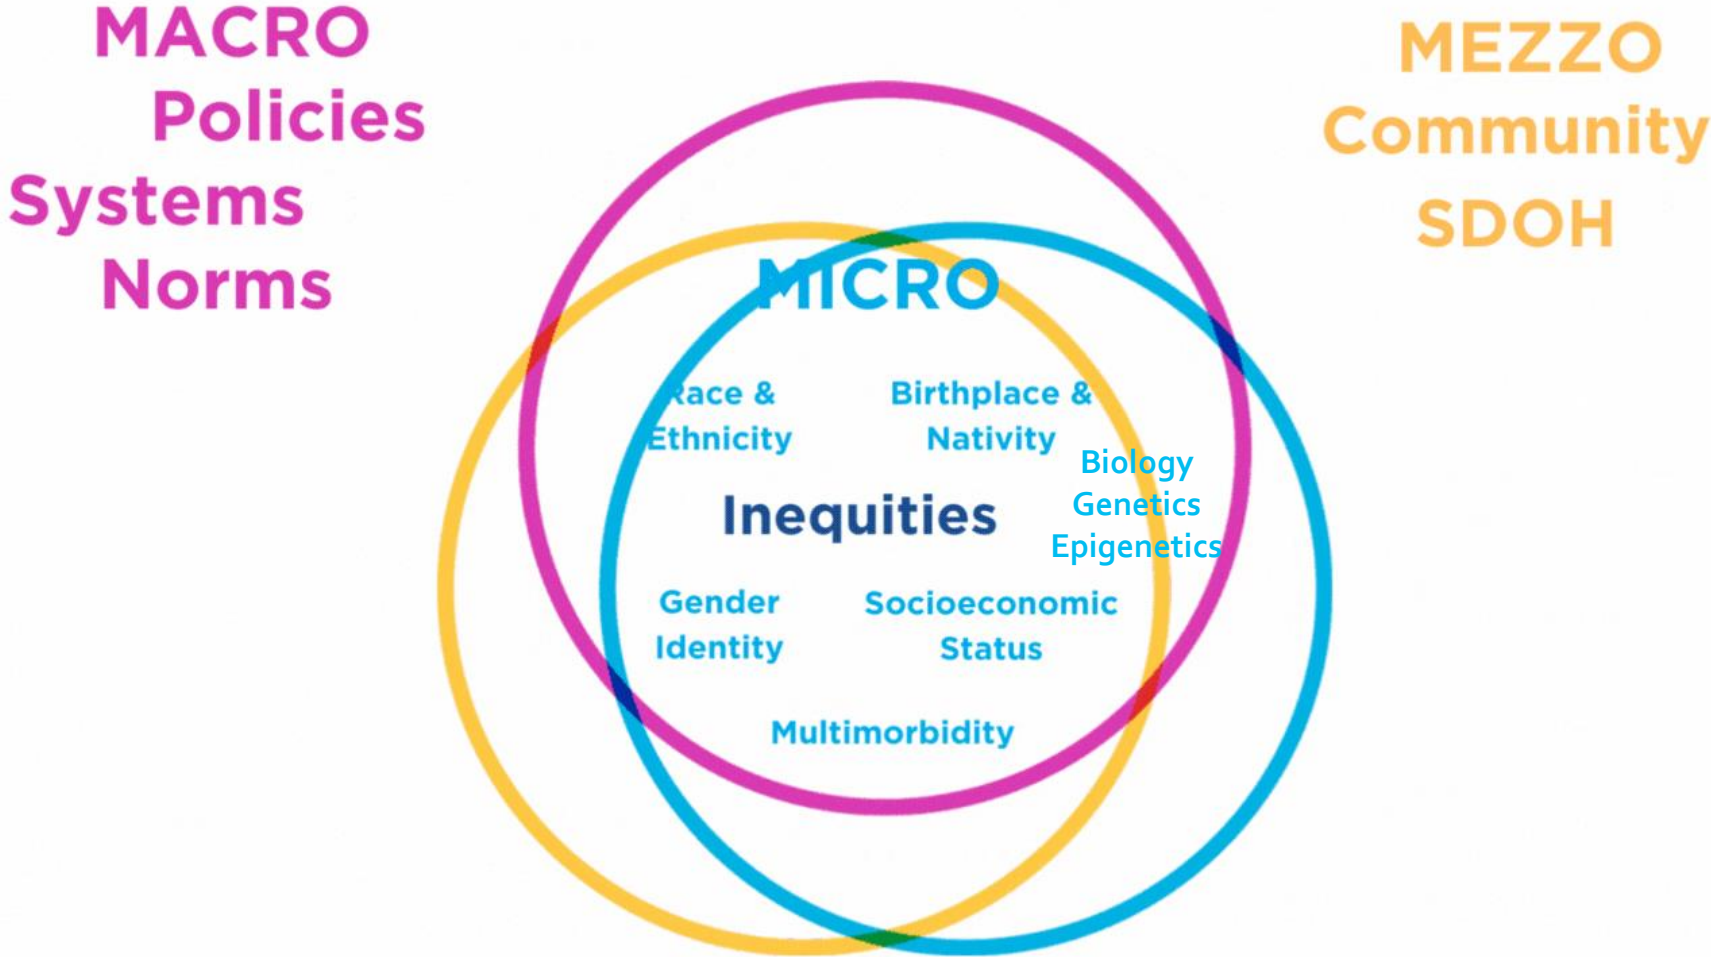 MACRO
Policies
Systems
Norms
MEZZO
Community
SDOH
MICRO
Race &
Ethnicity
Birthplace &
Nativity
Biology
Genetics
Epigenetics
Inequities
Gender
Identity
Socioeconomic
Status
Multimorbidity